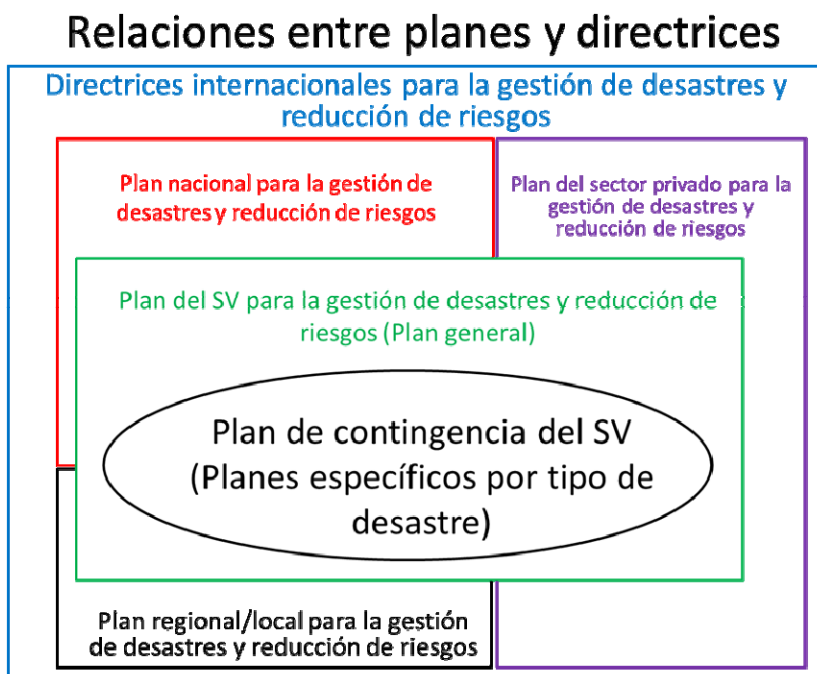 Relaciones entre planes y directrices
Directrices internacionales para la gestión de desastres y
reducción de riesgos
Plan nacional para la gestión de
desastres y reducción de riesgos
Plan del sector privado para la
gestión de desastres y
reducción de riesgos
Plan del SV para la gestión de desastres y reducción de
riesgos (Plan general)
Plan de contingencia del SV
(Planes específicos por tipo de
desastre)
Plan regional/local para la gestión
de desastres y reducción de riesgos